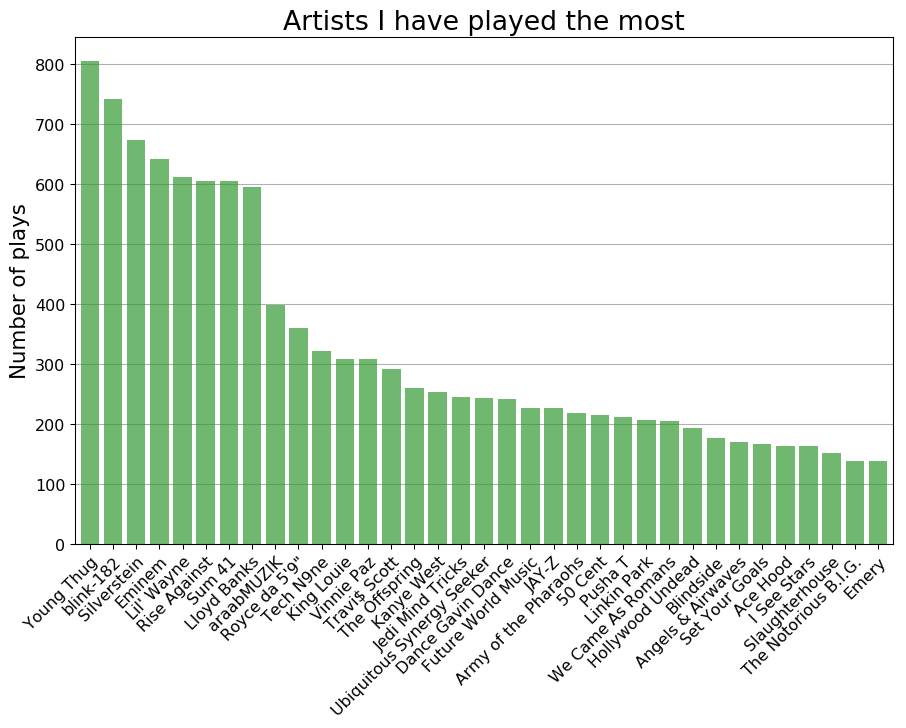 Artists I have played the most
Number of plays
800
700
600
500
400
300
200
100
0
Young Thug
blink-182
Silverstein
Eminem
Lil' Wayne
Rise Against
Sum 41
Lloyd Banks
araabMUZIK
Royce da 5'9"
Tech N9ne
King Louie
Vinnie Paz
Travi$ Scott
The Offspring
Kanye West
Jedi Mind Tricks
Ubiquitous Synergy Seeker
Dance Gavin Dance
Future World Music
JAY-Z
Army of the Pharaohs
50 Cent
Pusha T
Linkin Park
We Came As Romans
Hollywood Undead
Blindside
Angels & Airwaves
Set Your Goals
Ace Hood
I See Stars
Slaughterhouse
The Notorious B.I.G.
Emery